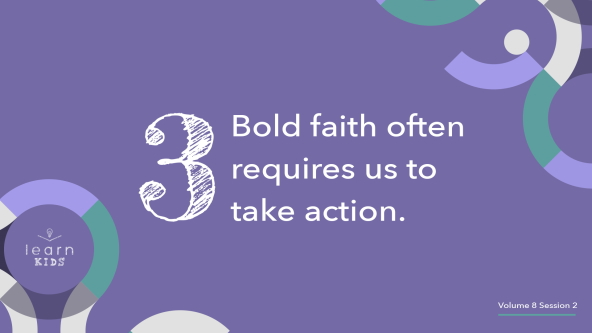 3
Bold faith often
requires us to
take action.
learn
KIDS
Volume 8 Session 2